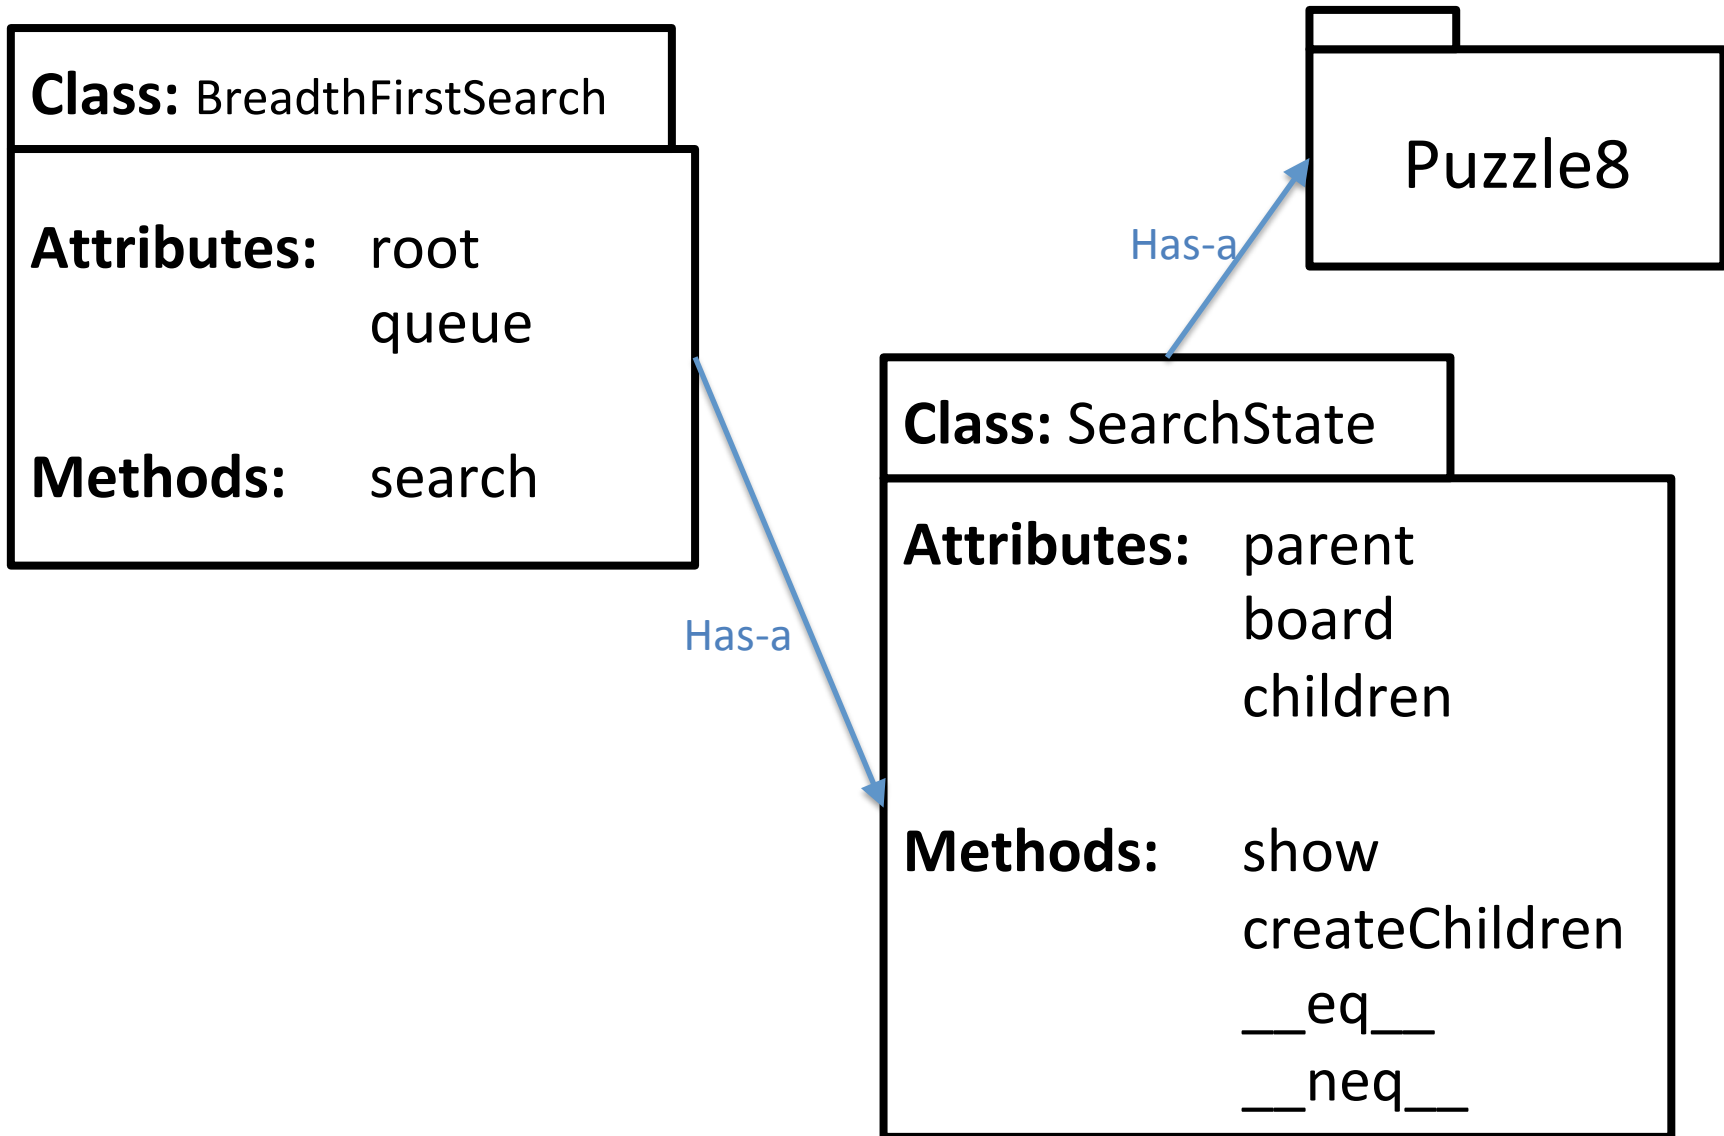 Class: BreadthFirstSearch
Attributes: root
queue
Methods: search
Has-a
Puzzle8
Has-a
Class: SearchState
Attributes: parent
board
children
Methods: show
createChildren
__eq__
__neq__